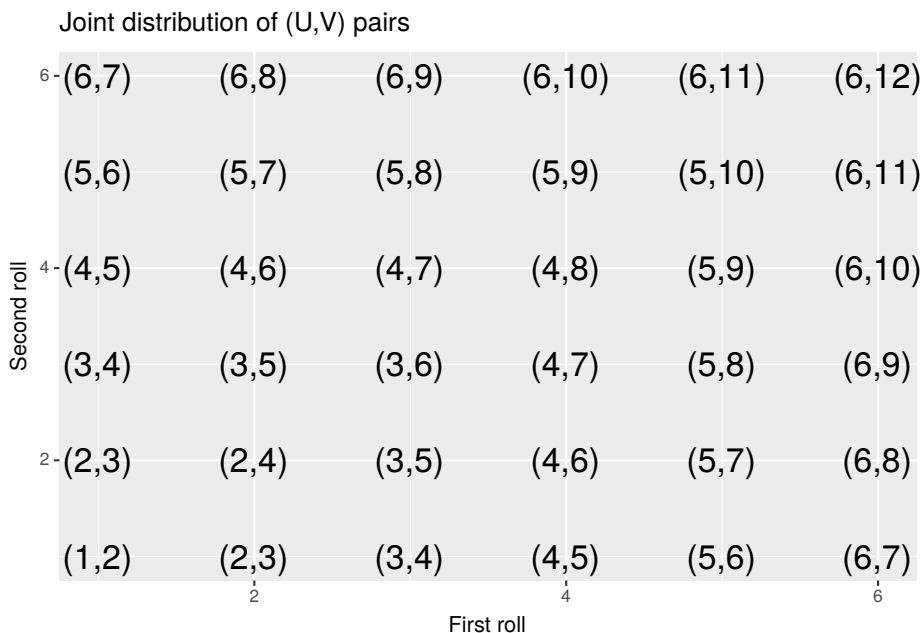 Joint distribution of (U,V) pairs
6 (6,7) (6,8) (6,9) (6,10) (6,11) (6,12)
(5,6) (5,7) (5,8) (5,9) (5,10) (6,11)
4 (4,5) (4,6) (4,7) (4,8) (5,9) (6,10)
(3,4) (3,5) (3,6) (4,7) (5,8) (6,9)
2 (2,3) (2,4) (3,5) (4,6) (5,7) (6,8)
(1,2) (2,3) (3,4) (4,5) (5,6) (6,7)
2 4 6
First roll
Second roll